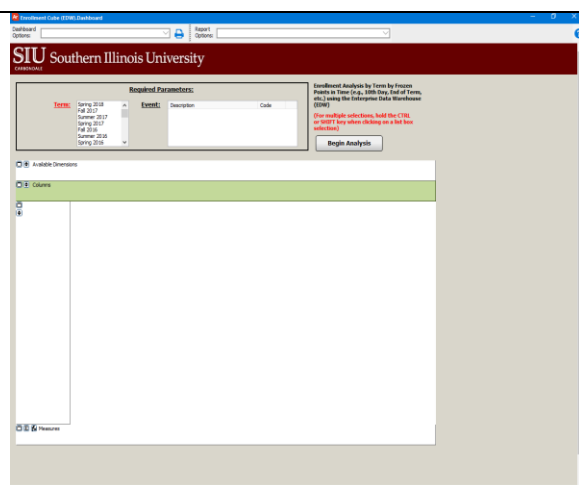 Enrollment Cube (EDW).Dashboard
Dashboard Options:
Report Options:
SIU Southern Illinois University
CARBONDALE
Required Parameters:
Term:
Spring 2018
Fall 2017
Summer 2017
Spring 2017
Fall 2016
Summer 2016
Spring 2016
Event:
Description Code
Enrollment Analysis by Term by Frozen
Points in Time (e.g., 10th Day, End of Term,
etc.) using the Enterprise Data Warehouse
(EDW)
(For multiple selections, hold the CTRL
or SHIFT key when clicking on a list box
selection)
Begin Analysis
Available Dimensions
Columns
Measures